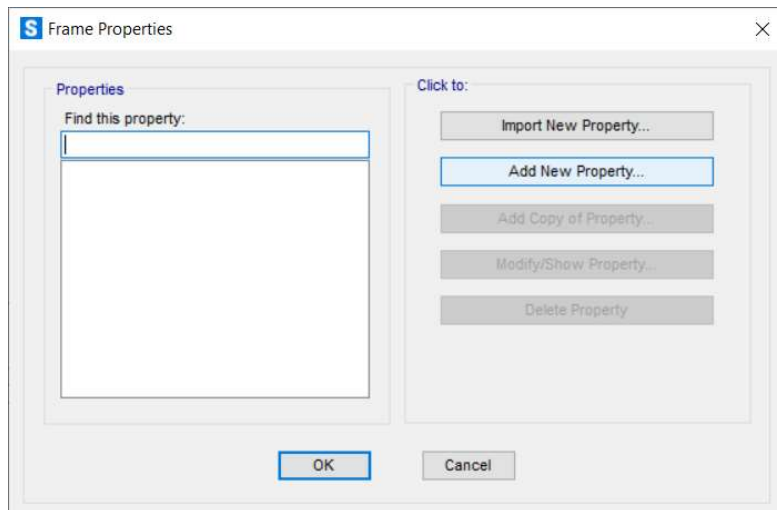 S Frame Properties
Properties
Find this property:
Click to:
Import New Property...
Add New Property...
Add Copy of Property...
Modify/Show Property...
Delete Property
OK
Cancel